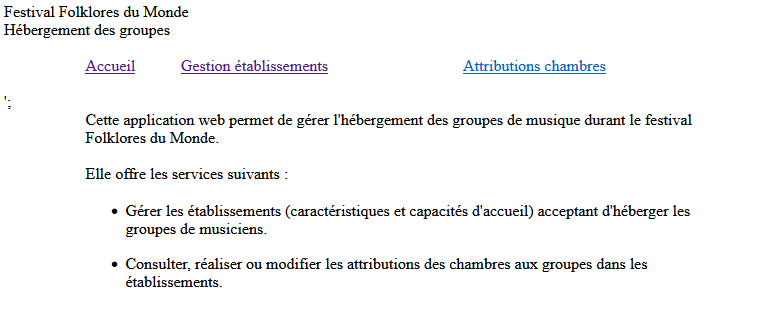 Festival Folklores du Monde
Hébergement des groupes
Accueil Gestion établissements Attributions chambres
';
Cette application web permet de gérer l'hébergement des groupes de musique durant le festival
Folklores du Monde.
Elle offre les services suivants :
• Gérer les établissements (caractéristiques et capacités d'accueil) acceptant d'héberger les
groupes de musiciens.
• Consulter, réaliser ou modifier les attributions des chambres aux groupes dans les
établissements.